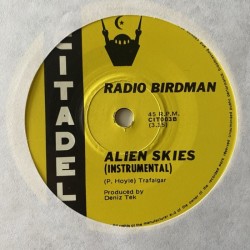 CITADEL
RADIO BIRDMAN
45 R.P.M.
CIT003B
(3.15)
ALIEN SKIES
(INSTRUMENTAL)
(P. Hoyle) Trafalgar
Produced by
Deniz Tek